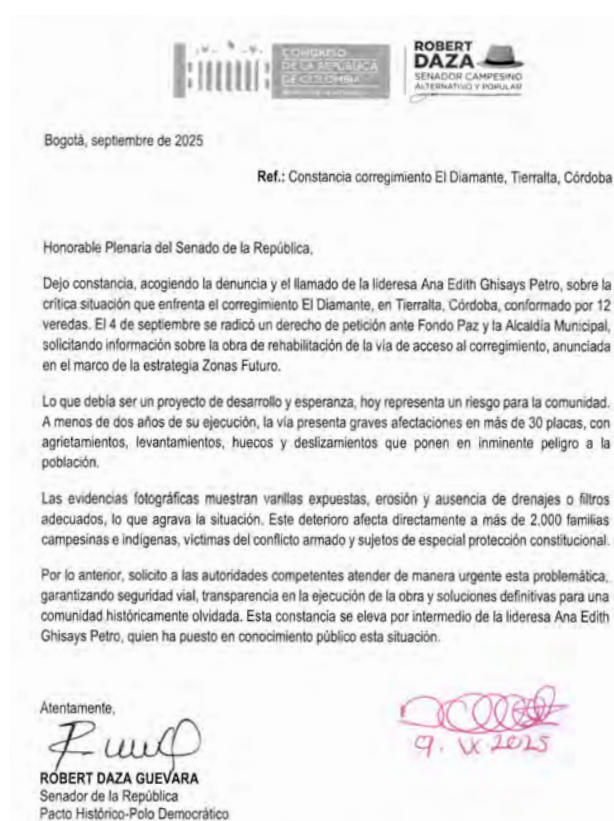 CONGRESO
DE LA REPÚBLICA
DE COLOMBIA
ROBERT
DAZA
SENADOR CAMPESINO
ALTERNATIVO Y POPULAR
Bogotá, septiembre de 2025
Ref.: Constancia corregimiento El Diamante, Tierralta, Córdoba
Honorable Plenaria del Senado de la República,
Dejo constancia, acogiendo la denuncia y el llamado de la lideresa Ana Edith Ghisays Petro, sobre la
crítica situación que enfrenta el corregimiento El Diamante, en Tierralta, Córdoba, conformado por 12
veredas. El 4 de septiembre se radicó un derecho de petición ante Fondo Paz y la Alcaldía Municipal,
solicitando información sobre la obra de rehabilitación de la vía de acceso al corregimiento, anunciada
en el marco de la estrategia Zonas Futuro.
Lo que debía ser un proyecto de desarrollo y esperanza, hoy representa un riesgo para la comunidad.
A menos de dos años de su ejecución, la vía presenta graves afectaciones en más de 30 placas, con
agrietamientos, levantamientos, huecos y deslizamientos que ponen en inminente peligro a la
población.
Las evidencias fotográficas muestran varillas expuestas, erosión y ausencia de drenajes o filtros
adecuados, lo que agrava la situación. Este deterioro afecta directamente a más de 2.000 familias
campesinas e indígenas, víctimas del conflicto armado y sujetos de especial protección constitucional.
Por lo anterior, solicito a las autoridades competentes atender de manera urgente esta problemática,
garantizando seguridad vial, transparencia en la ejecución de la obra y soluciones definitivas para una
comunidad históricamente olvidada. Esta constancia se eleva por intermedio de la lideresa Ana Edith
Ghisays Petro, quien ha puesto en conocimiento público esta situación.
Atentamente,
9. IX. 2025
ROBERT DAZA GUEVARA
Senador de la República
Pacto Histórico-Polo Democrático